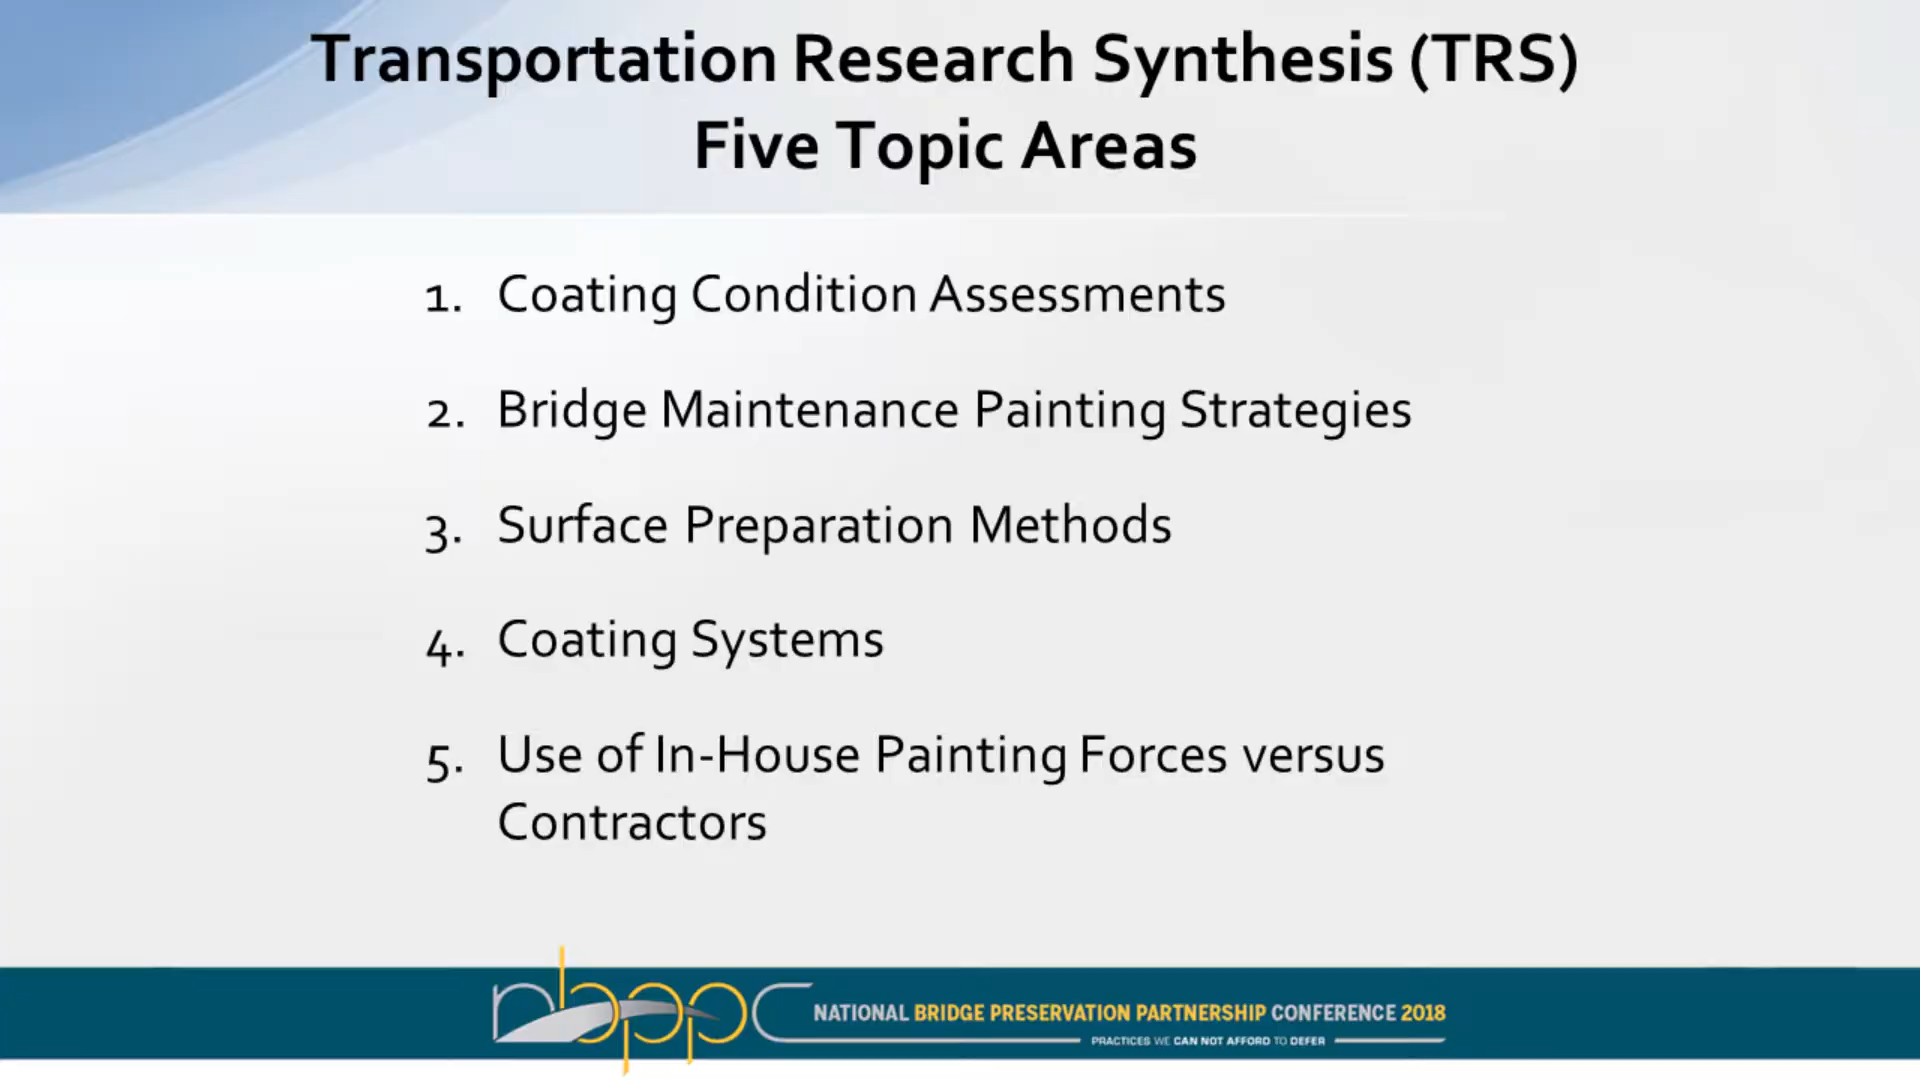 Transportation Research Synthesis (TRS)
Five Topic Areas
1. Coating Condition Assessments
2. Bridge Maintenance Painting Strategies
3. Surface Preparation Methods
4. Coating Systems
5. Use of In-House Painting Forces versus
Contractors
nbppc
NATIONAL BRIDGE PRESERVATION PARTNERSHIP CONFERENCE 2018
PRACTICES WE CAN NOT AFFORD TO DEFER